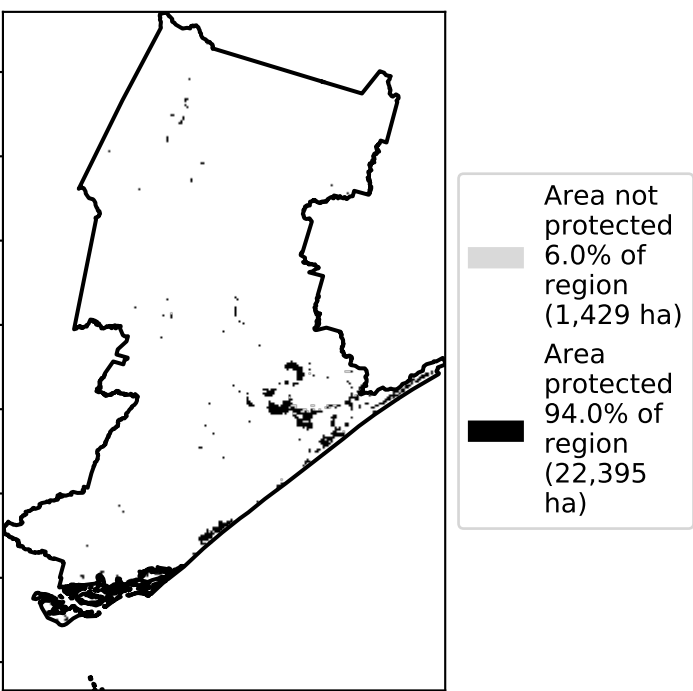 Area not
protected
6.0% of
region
(1,429 ha)
Area
protected
94.0% of
region
(22,395
ha)